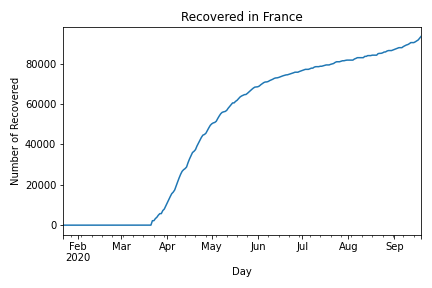 Recovered in France
Number of Recovered
80000
60000
40000
20000
0
Feb Mar Apr May Jun Jul Aug Sep
2020
Day